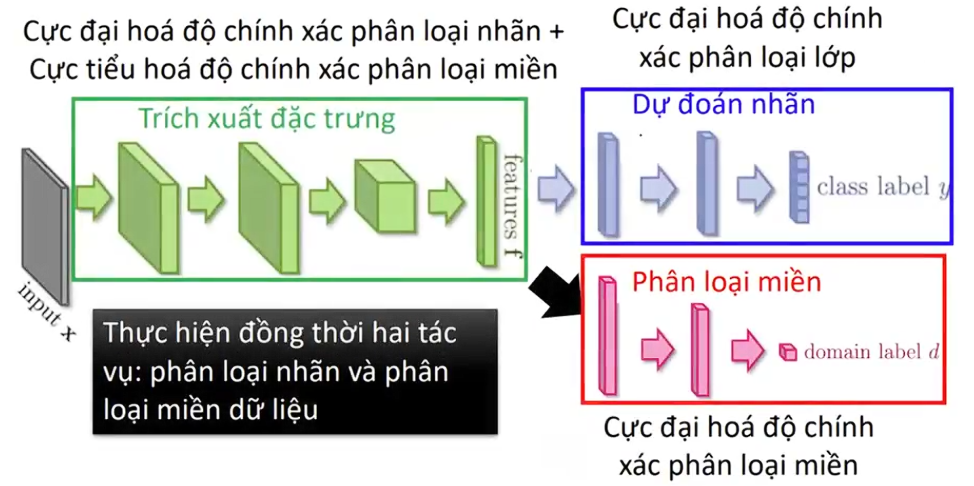 Cực đại hoá độ chính xác phân loại nhãn +
Cực tiểu hoá độ chính xác phân loại miền
Trích xuất đặc trưng
features f
input x
Thực hiện đồng thời hai tác
vụ: phân loại nhãn và phân
loại miền dữ liệu
Cực đại hoá độ chính
xác phân loại lớp
Dự đoán nhãn
class label y
Phân loại miền
domain label d
Cực đại hoá độ chính
xác phân loại miền